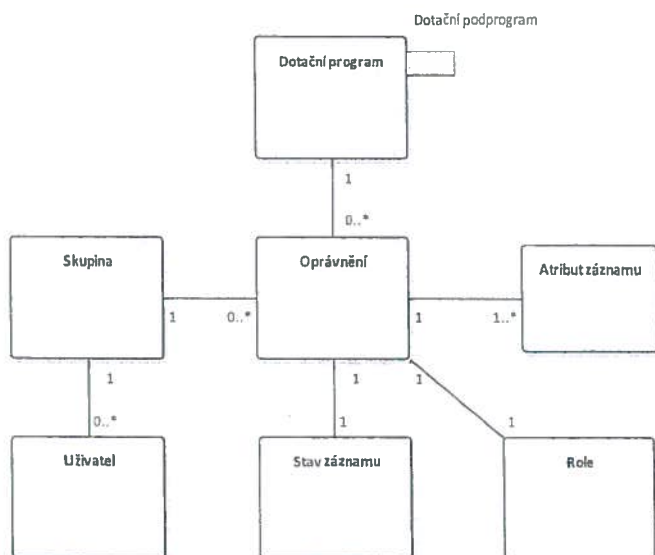 Dotační podprogram
Dotační program
1
0..*
Skupina
Oprávnění
Atribut záznamu
1
0..*
1
1..*
1
1
1
0..*
1
1
Uživatel
Stav záznamu
Role